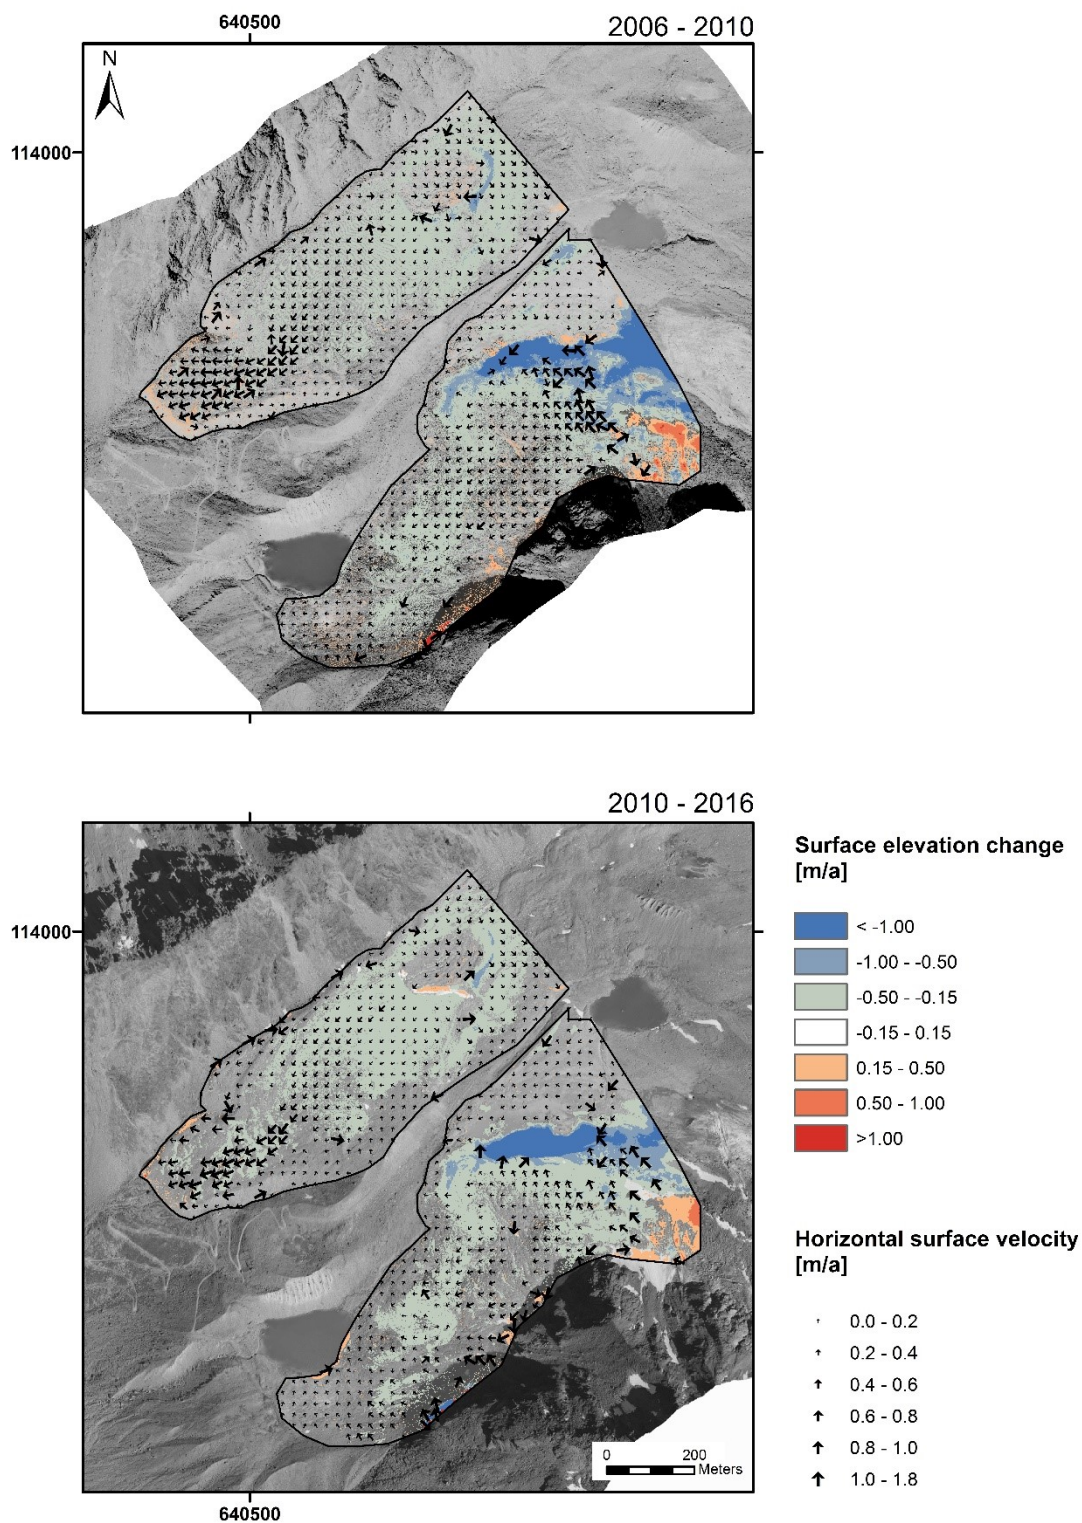 640500
2006 - 2010
N
114000
2010 - 2016
114000
Surface elevation change
[m/a]
< -1.00
-1.00 - -0.50
-0.50 - -0.15
-0.15 - 0.15
0.15 - 0.50
0.50 - 1.00
>1.00
Horizontal surface velocity
[m/a]
0.0 - 0.2
0.2 - 0.4
0.4 - 0.6
0.6 - 0.8
0.8 - 1.0
1.0 - 1.8
0 200
Meters
640500